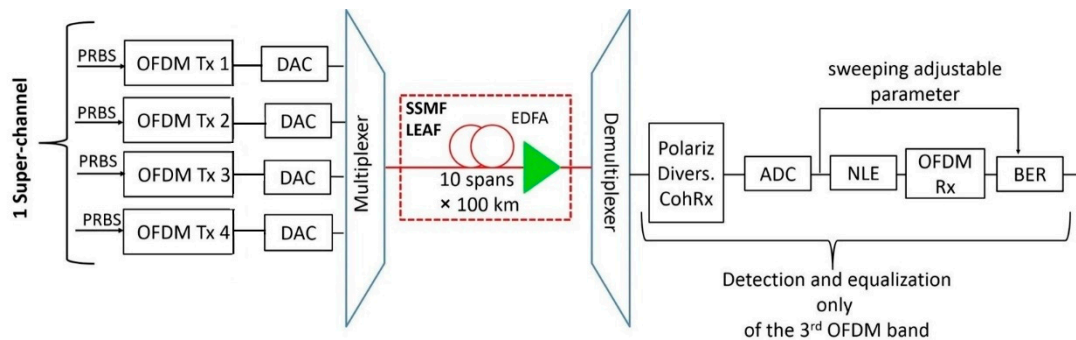 1 Super-channel
PRBS
OFDM Tx 1
DAC
PRBS
OFDM Tx 2
DAC
PRBS
OFDM Tx 3
DAC
PRBS
OFDM Tx 4
DAC
Multiplexer
SSMF
LEAF
EDFA
10 spans
× 100 km
Demultiplexer
Polariz
Divers.
CohRx
ADC
sweeping adjustable
parameter
NLE
OFDM
Rx
BER
Detection and equalization
only
of the 3rd OFDM band